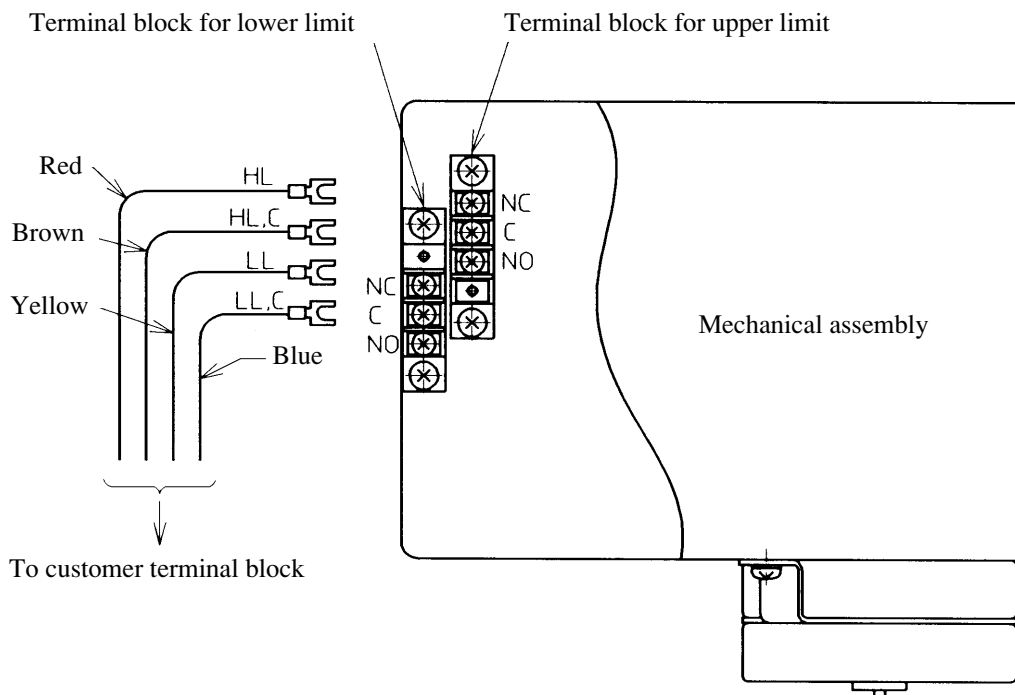 Terminal block for lower limit
Terminal block for upper limit
Red
HL
NC
Brown
HL,C
C
LL
NO
NC
Yellow
LL,C
C
Mechanical assembly
NO
Blue
To customer terminal block